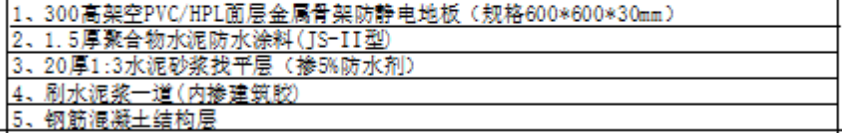 1、300高架空PVC/HPL面层金属骨架防静电地板（规格600*600*30mm）
2、1.5厚聚合物水泥防水涂料(JS-II型)
3、20厚1:3水泥砂浆找平层（掺5%防水剂）
4、刷水泥浆一道(内掺建筑胶)
5、钢筋混凝土结构层